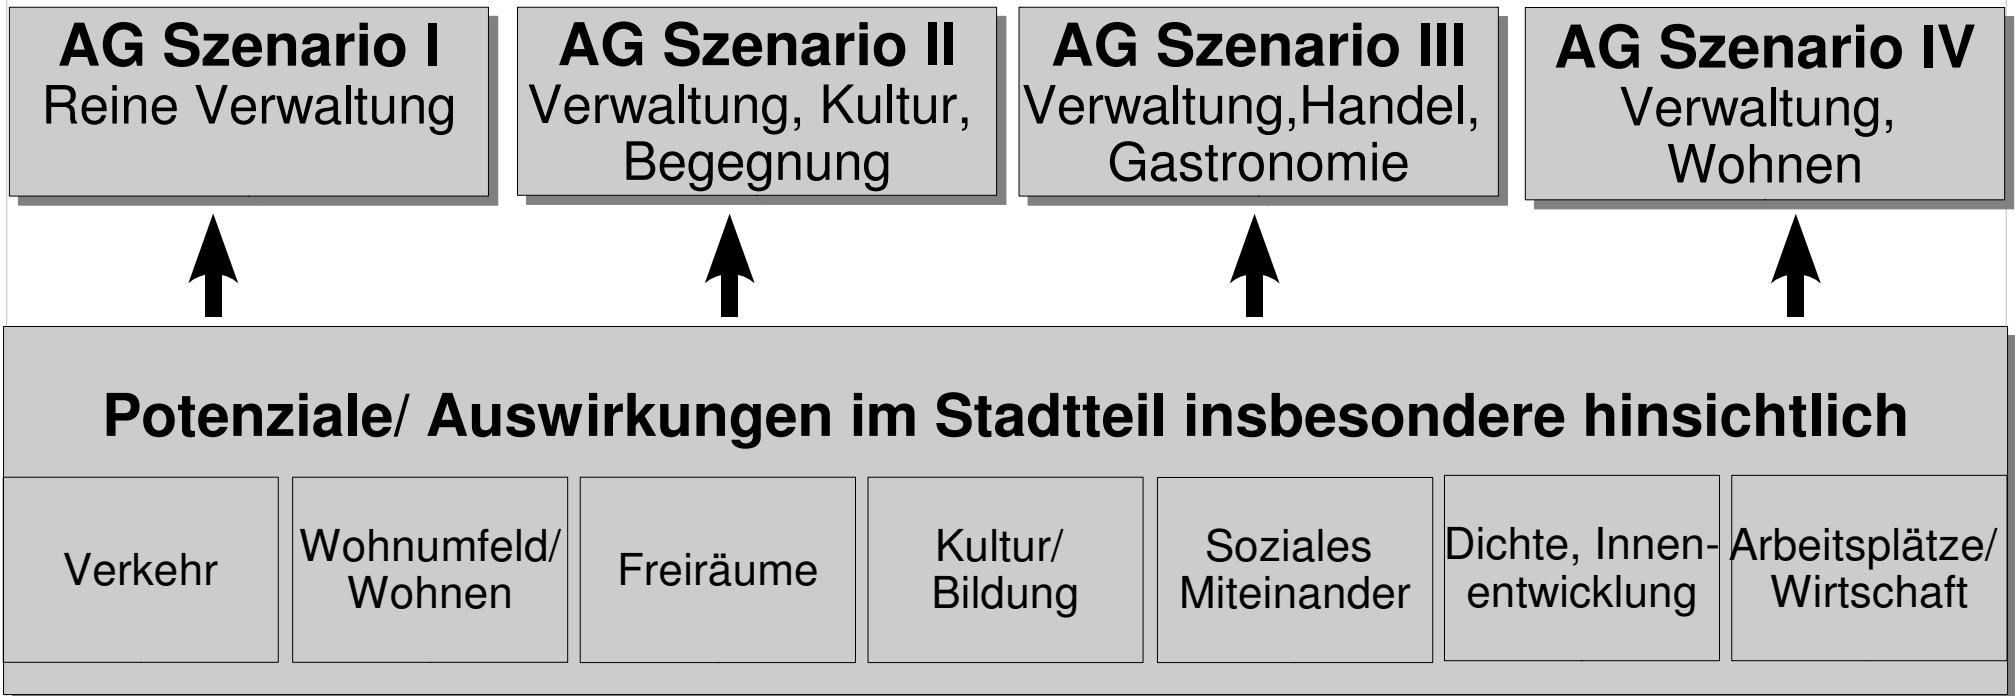 AG Szenario I
Reine Verwaltung
AG Szenario II
Verwaltung, Kultur,
Begegnung
AG Szenario III
Verwaltung,Handel,
Gastronomie
AG Szenario IV
Verwaltung,
Wohnen
Potenziale/ Auswirkungen im Stadtteil insbesondere hinsichtlich
Verkehr
Wohnumfeld/
Wohnen
Freiräume
Kultur/
Bildung
Soziales
Miteinander
Dichte, Innen-
entwicklung
Arbeitsplätze/
Wirtschaft